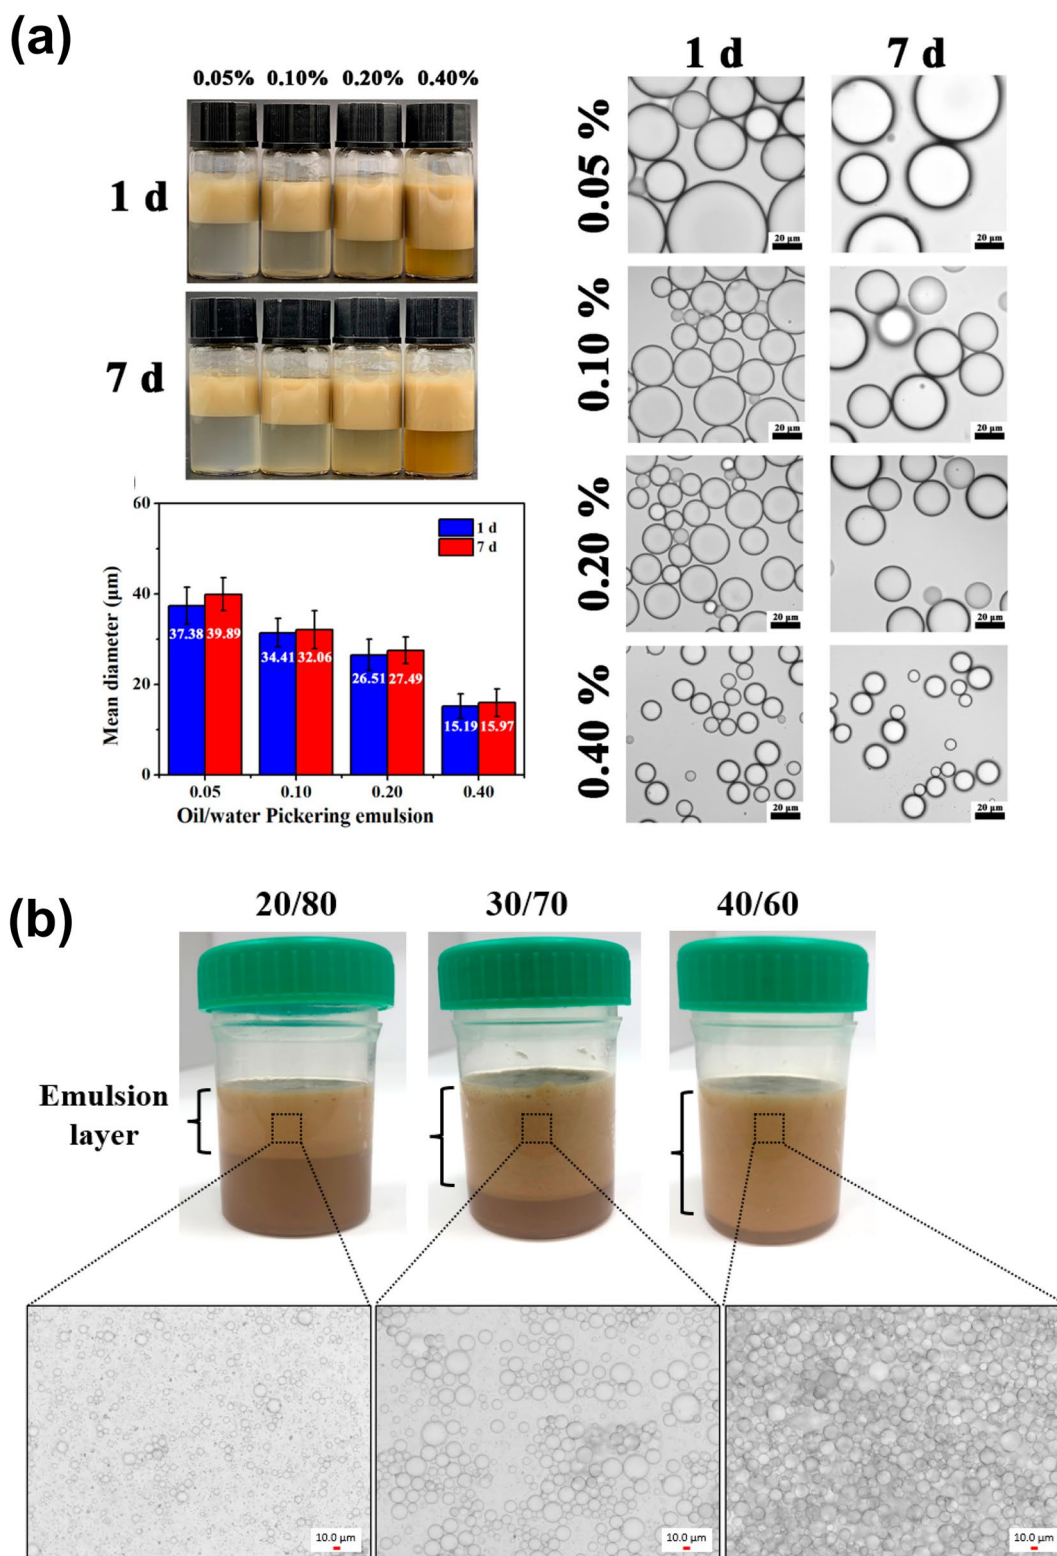 (a)
0.05% 0.10% 0.20% 0.40%
1 d
7 d
1 d 7 d
0.05 %
0.10 %
0.20 %
0.40 %
20 µm 20 µm
20 µm 20 µm
20 µm 20 µm
20 µm 20 µm
Mean diameter (µm)
60
40
20
0
1 d
7 d
37.38 39.89
34.41 32.06
26.51 27.49
15.19 15.97
0.05 0.10 0.20 0.40
Oil/water Pickering emulsion
(b)
20/80 30/70 40/60
Emulsion
layer
10.0 µm 10.0 µm 10.0 µm